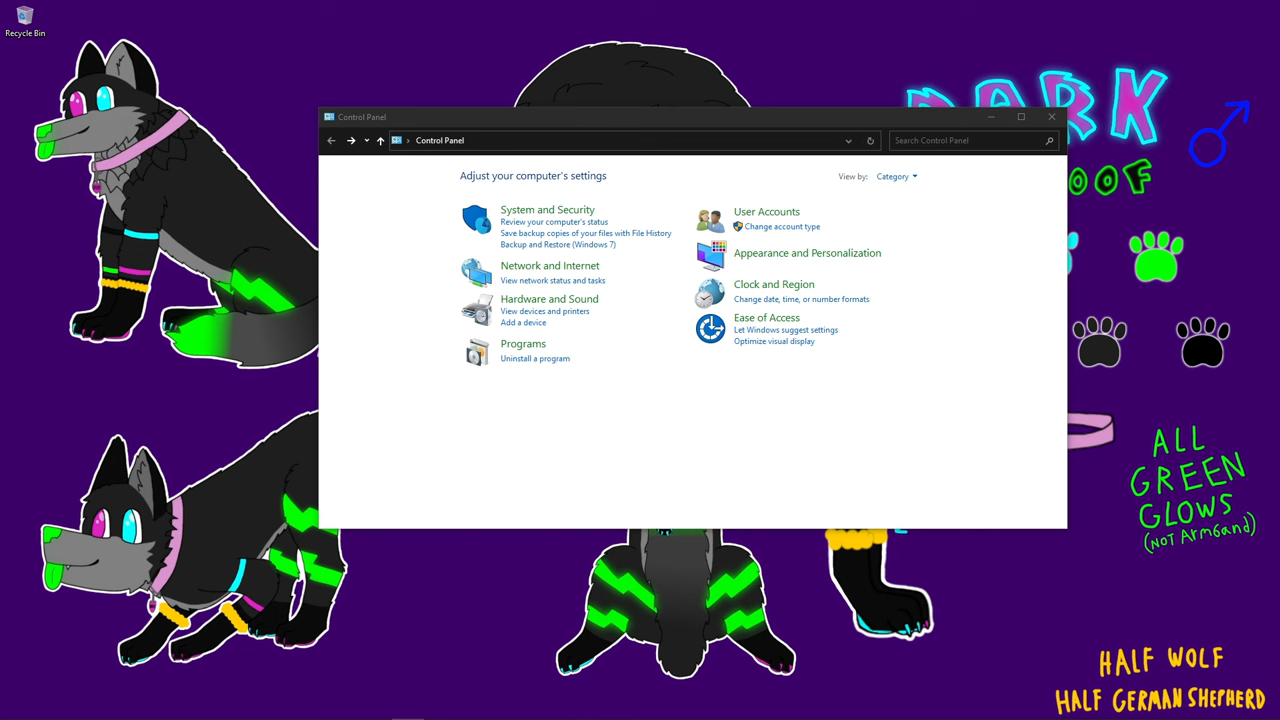 Recycle Bin
DARK
OOF
Control Panel
Control Panel
Search Control Panel
Adjust your computer's settings
View by: Category
System and Security
Review your computer's status
Save backup copies of your files with File History
Backup and Restore (Windows 7)
Network and Internet
View network status and tasks
Hardware and Sound
View devices and printers
Add a device
Programs
Uninstall a program
User Accounts
Change account type
Appearance and Personalization
Clock and Region
Change date, time, or number formats
Ease of Access
Let Windows suggest settings
Optimize visual display
ALL
GREEN
GLOWS
(NOT ArmBand)
HALF WOLF
HALF GERMAN SHEPHERD